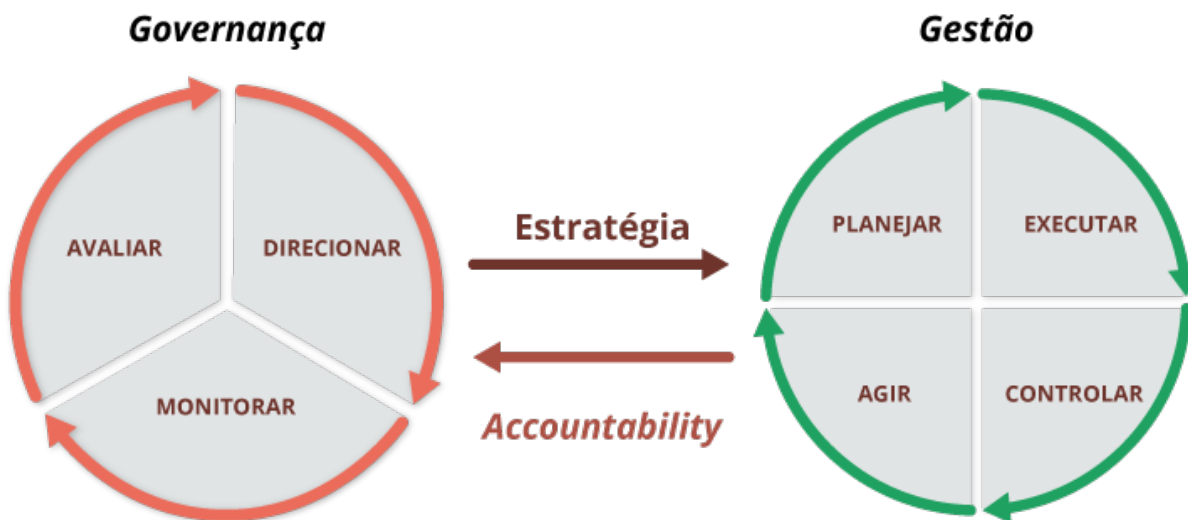 Governança
Gestão
AVALIAR
DIRECIONAR
MONITORAR
Estratégia
Accountability
PLANEJAR
EXECUTAR
AGIR
CONTROLAR